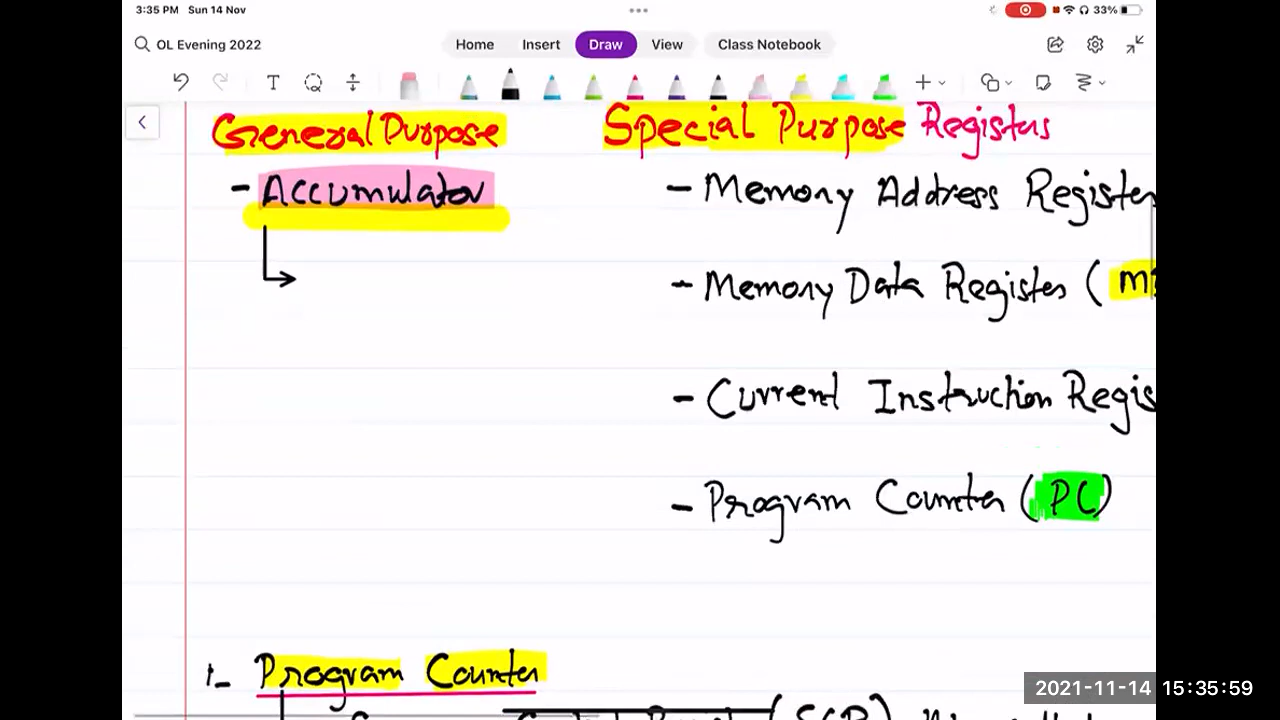 3:35 PM Sun 14 Nov
33%
OL Evening 2022
Home Insert Draw View Class Notebook
General Purpose
Special Purpose Registers
- Accumulator
- Memory Address Register
- Memory Data Register (
- Current Instruction Regis
- Program Counter (PC)
1- Program Counter
2021-11-14 15:35:59